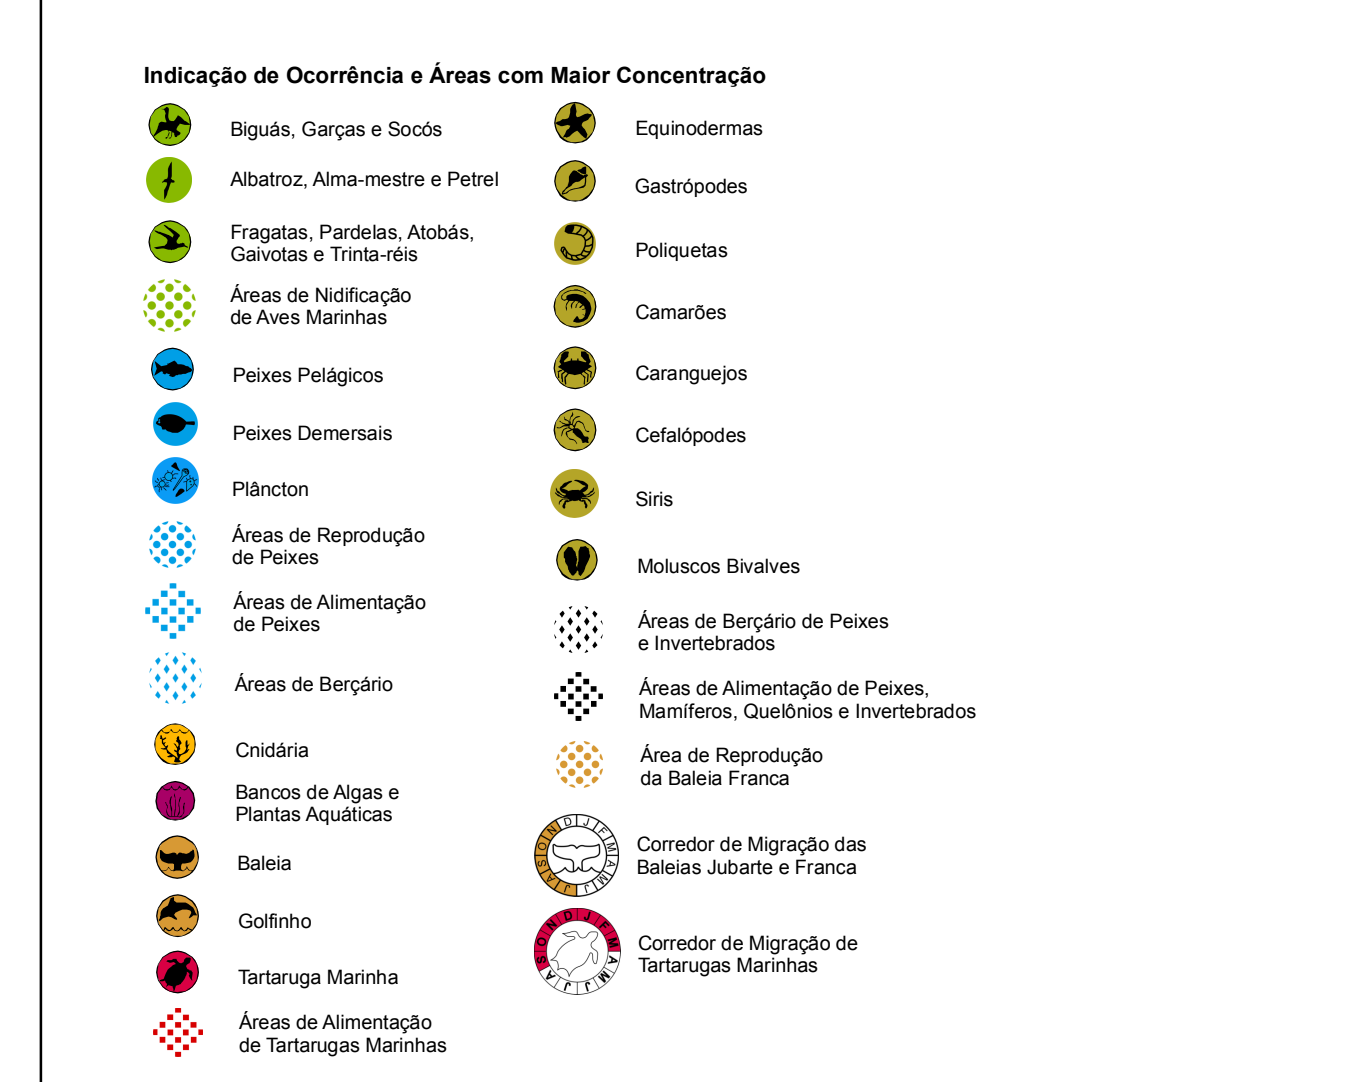 Indicação de Ocorrência e Áreas com Maior Concentração
Biguás, Garças e Socós
Albatroz, Alma-mestre e Petrel
Fragatas, Pardelas, Atobás,
Gaivotas e Trinta-réis
Áreas de Nidificação
de Aves Marinhas
Peixes Pelágicos
Peixes Demersais
Plâncton
Áreas de Reprodução
de Peixes
Áreas de Alimentação
de Peixes
Áreas de Berçário
Cnidária
Bancos de Algas e
Plantas Aquáticas
Baleia
Golfinho
Tartaruga Marinha
Áreas de Alimentação
de Tartarugas Marinhas
Equinodermas
Gastrópodes
Poliquetas
Camarões
Caranguejos
Cefalópodes
Siris
Moluscos Bivalves
Áreas de Berçário de Peixes
e Invertebrados
Áreas de Alimentação de Peixes,
Mamíferos, Quelônios e Invertebrados
Área de Reprodução
da Baleia Franca
J F M A M J J A S O N D
Corredor de Migração das
Baleias Jubarte e Franca
J F M A M J J A S O N D
Corredor de Migração de
Tartarugas Marinhas